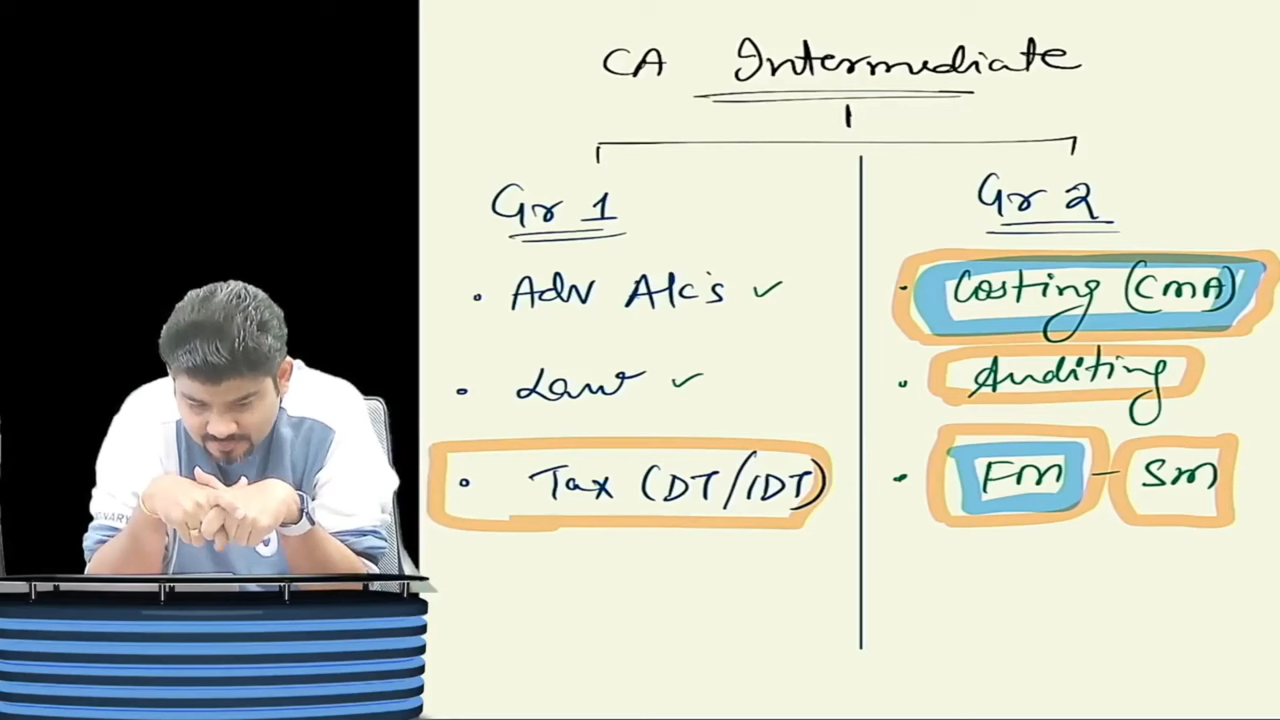 CA Intermediate
Gr 1
• Adv A/c's ✓
• Law ✓
• Tax (DT/IDT)
Gr 2
• Costing (CMA)
• Auditing
• FM - SM